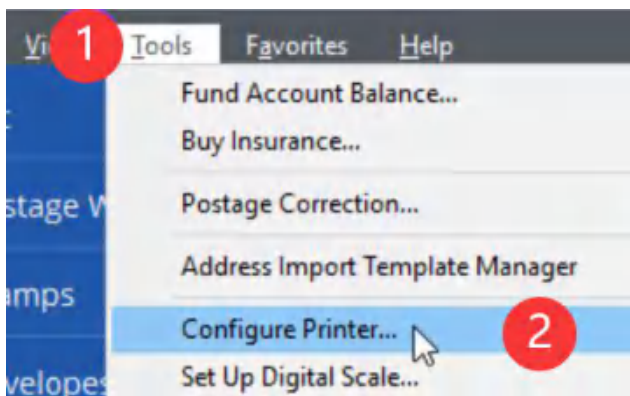 1 Tools Favorites Help
Fund Account Balance...
Buy Insurance...
Postage Correction...
Address Import Template Manager
Configure Printer... 2
Set Up Digital Scale...